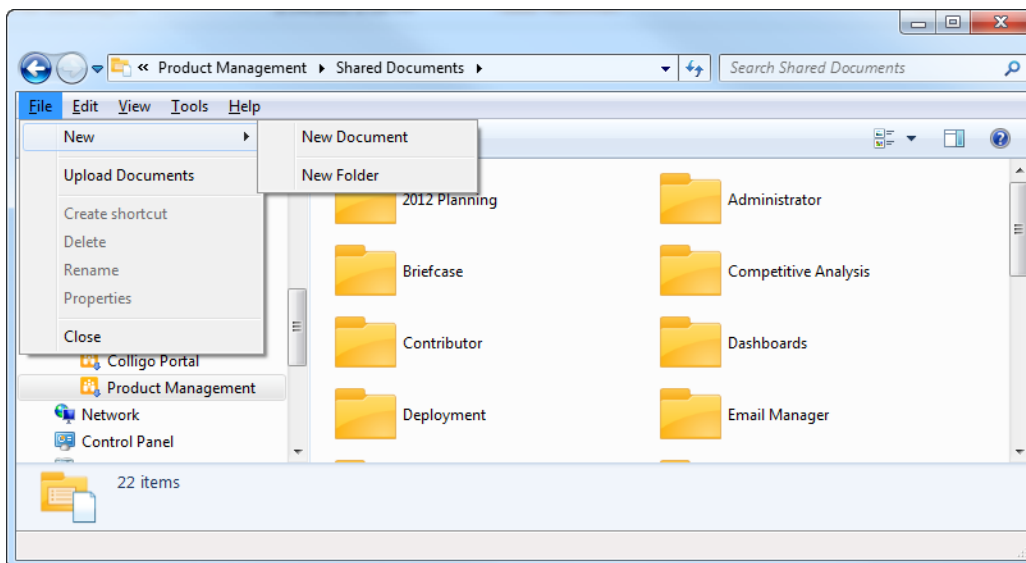 « Product Management ▸ Shared Documents ▸
Search Shared Documents
File Edit View Tools Help
New
New Document
Upload Documents
New Folder
Create shortcut
Delete
Rename
Properties
Close
2012 Planning
Administrator
Briefcase
Competitive Analysis
Contributor
Dashboards
Deployment
Email Manager
Colligo Portal
Product Management
Network
Control Panel
22 items